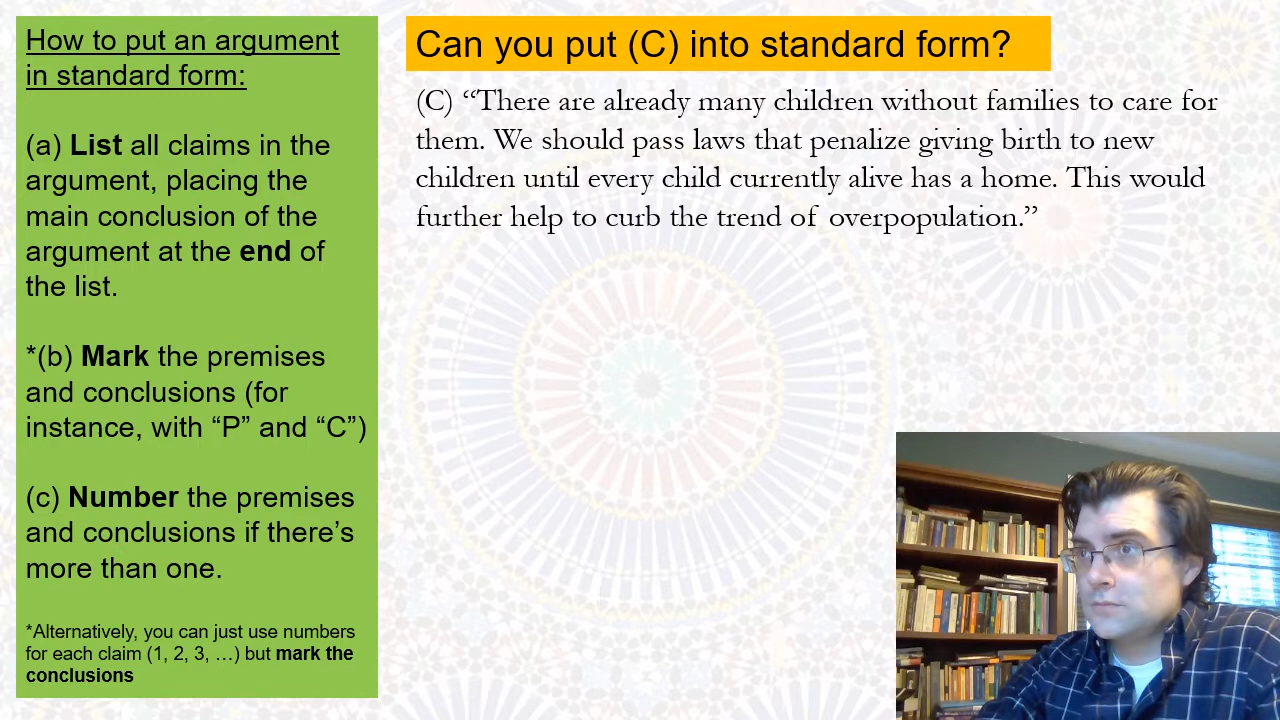 How to put an argument
in standard form:
(a) List all claims in the
argument, placing the
main conclusion of the
argument at the end of
the list.
*(b) Mark the premises
and conclusions (for
instance, with “P” and “C”)
(c) Number the premises
and conclusions if there’s
more than one.
*Alternatively, you can just use numbers
for each claim (1, 2, 3, …) but mark the
conclusions
Can you put (C) into standard form?
(C) “There are already many children without families to care for
them. We should pass laws that penalize giving birth to new
children until every child currently alive has a home. This would
further help to curb the trend of overpopulation.”